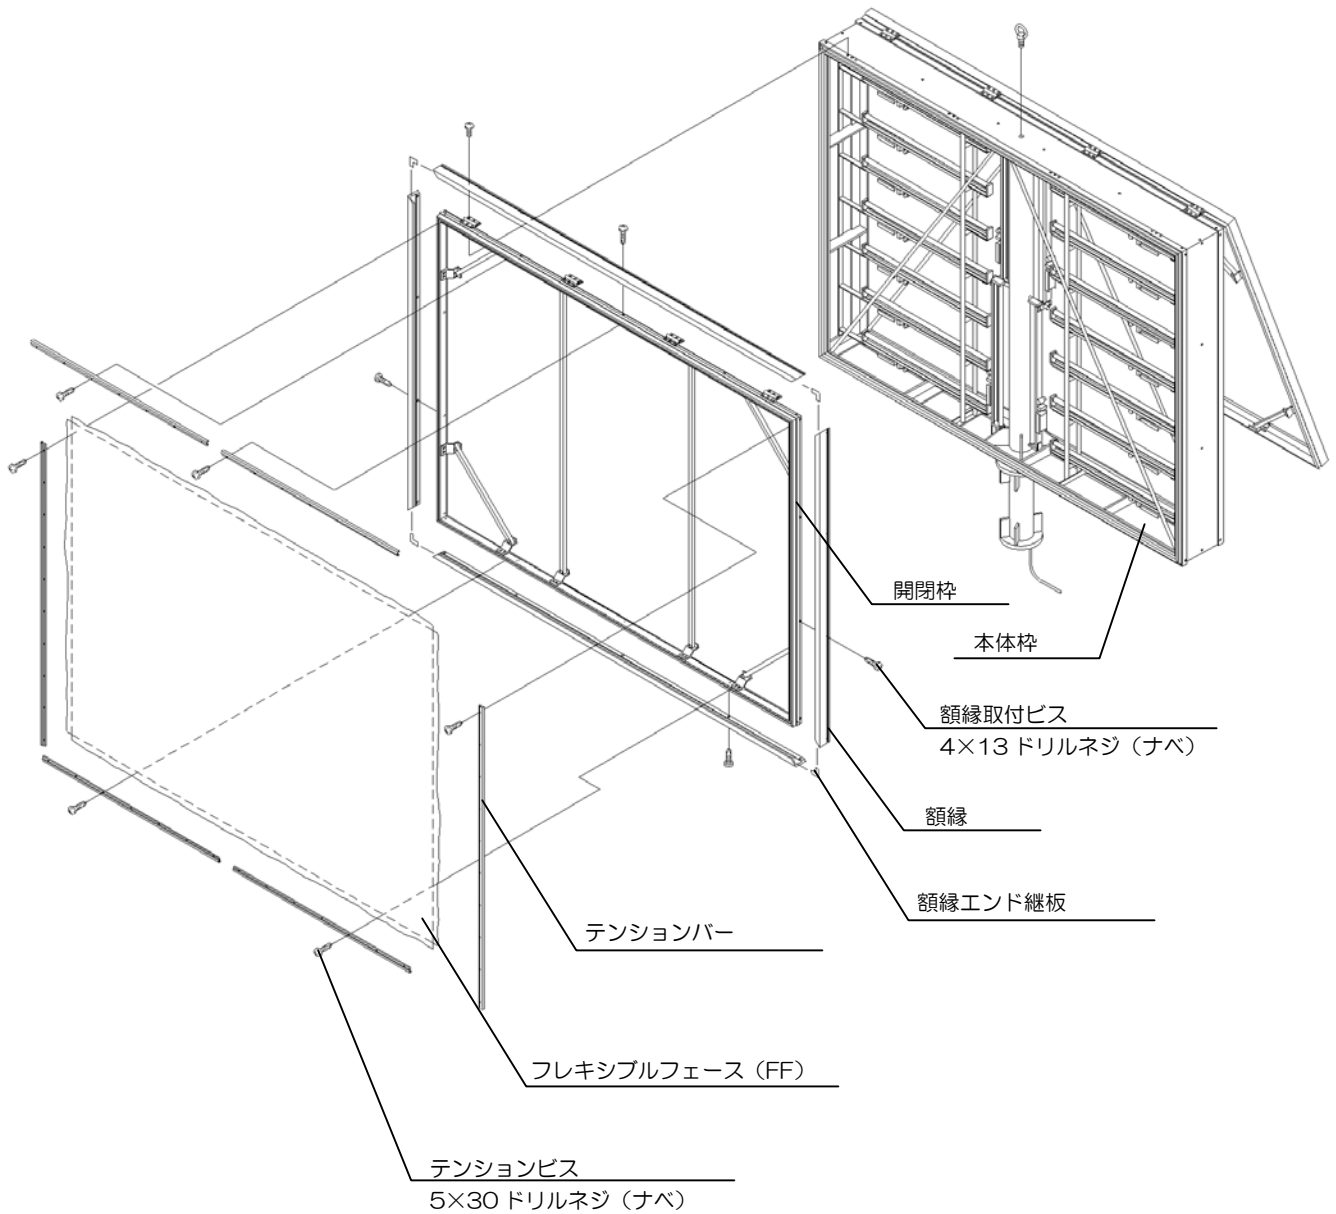 開閉枠
本体枠
額縁取付ビス
4×13 ドリルネジ（ナベ）
額縁
額縁エンド継板
テンションバー
フレキシブルフェース（FF）
テンションビス
5×30 ドリルネジ（ナベ）